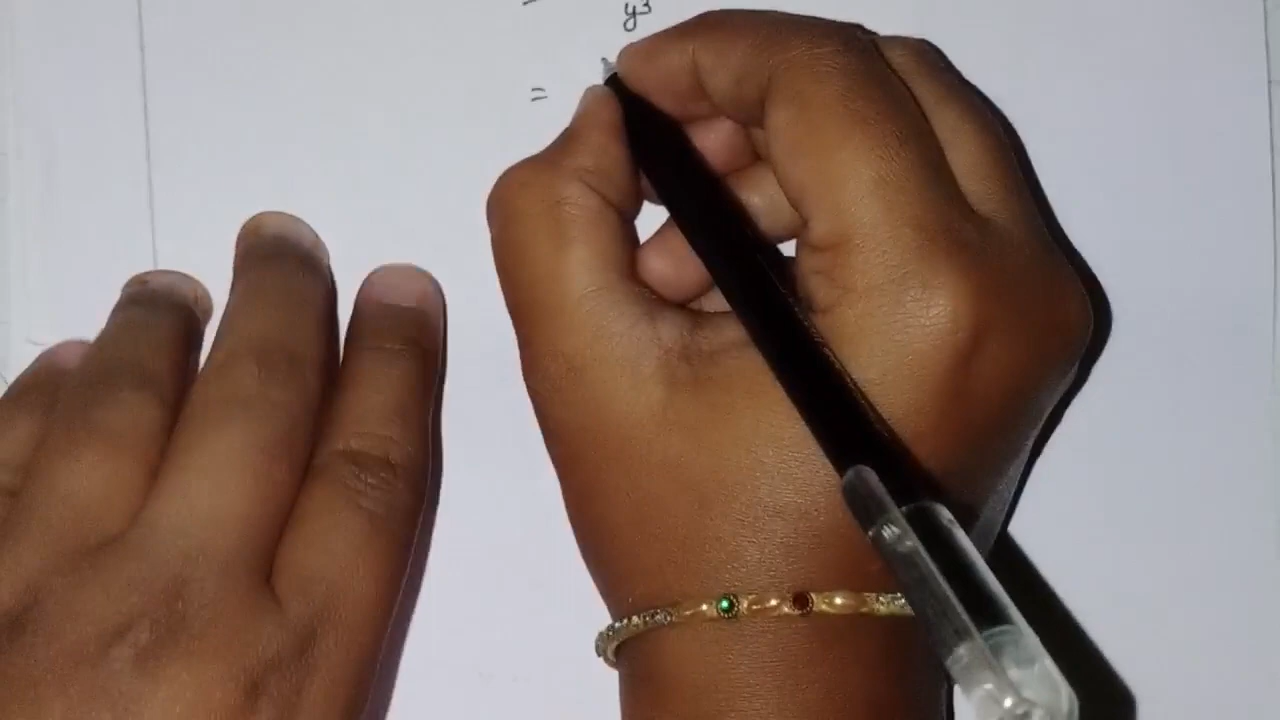 = y³
=